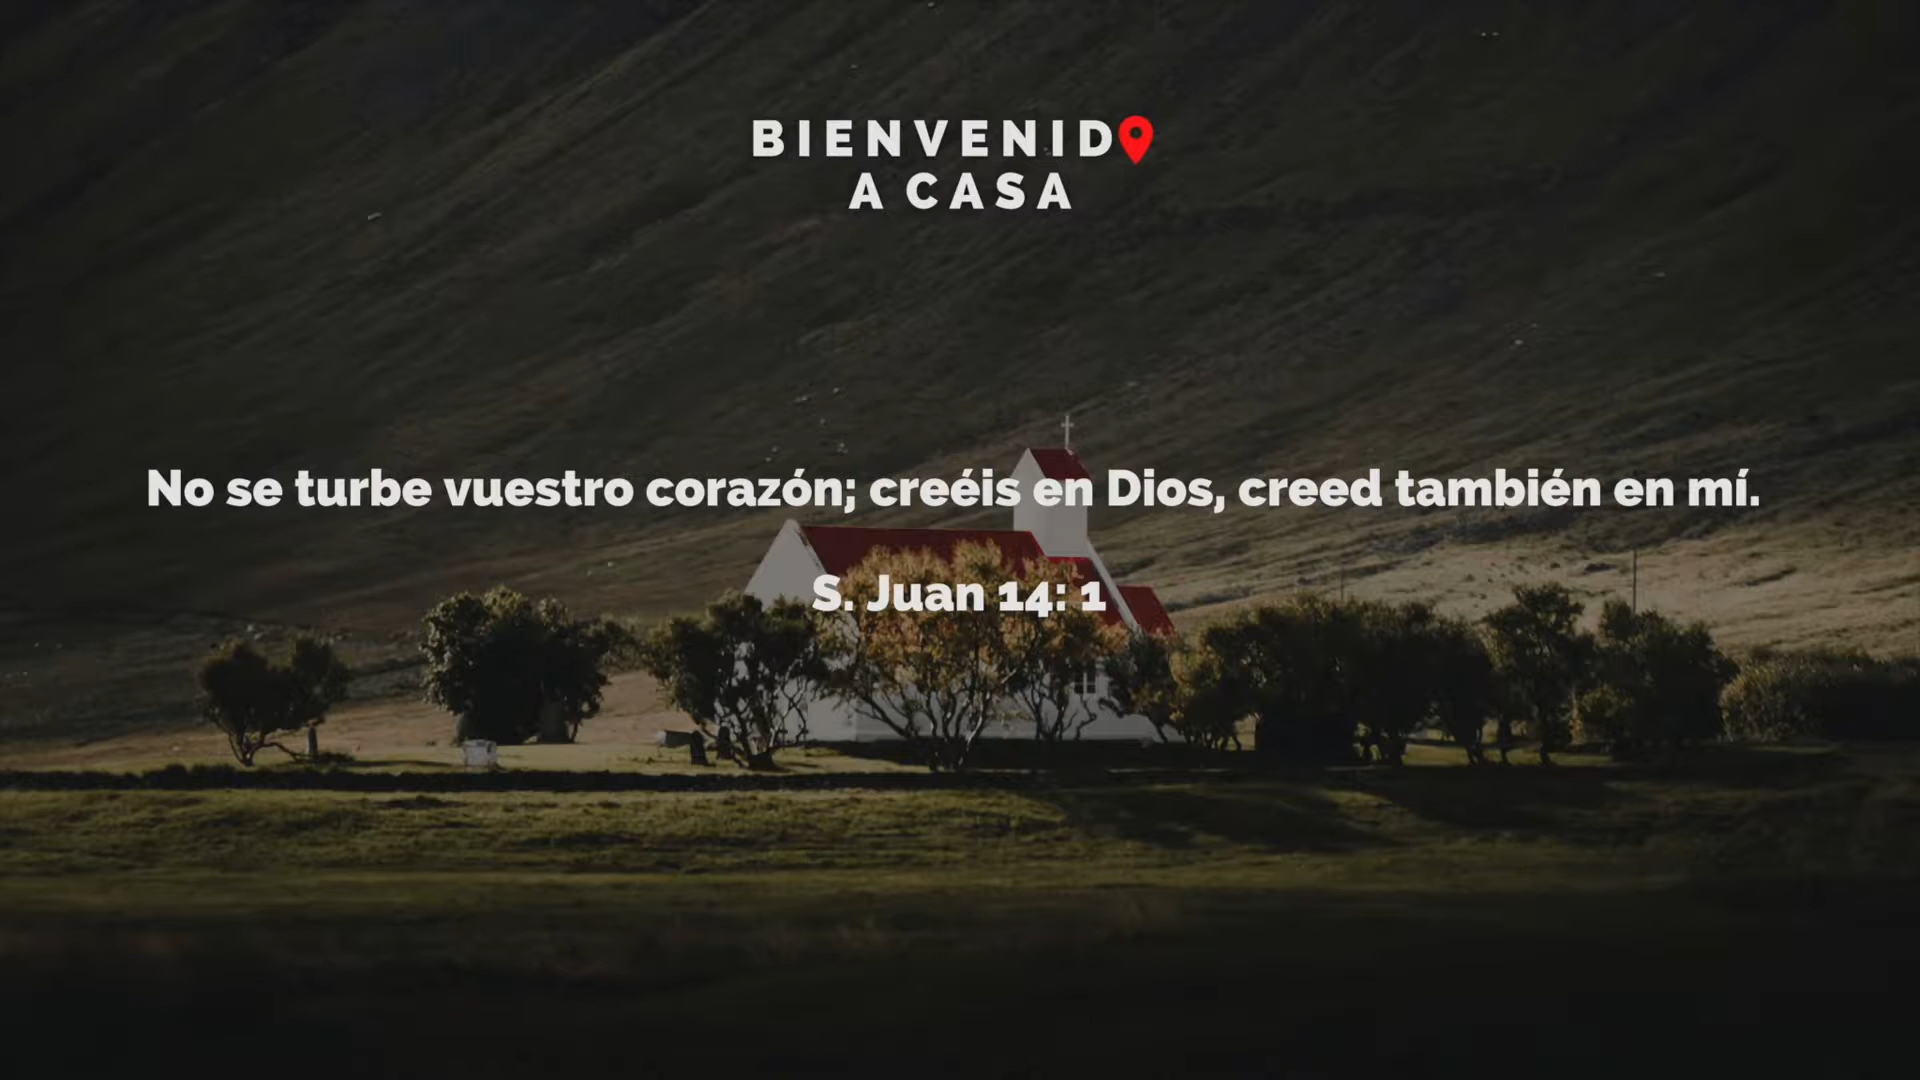 BIENVENIDO
A CASA
No se turbe vuestro corazón; creéis en Dios, creed también en mí.
S. Juan 14: 1